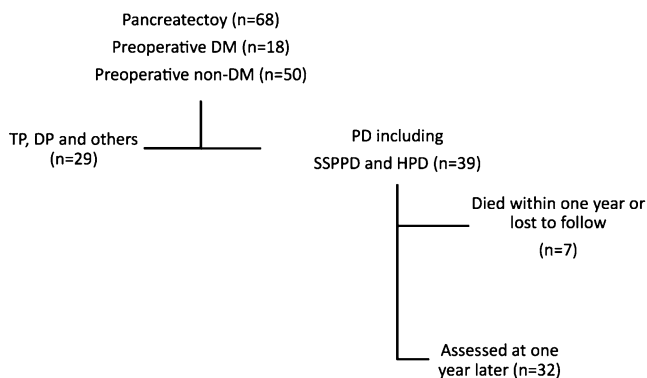 Pancreatectoy (n=68)
Preoperative DM (n=18)
Preoperative non-DM (n=50)
TP, DP and others
(n=29)
PD including
SSPPD and HPD (n=39)
Died within one year or
lost to follow
(n=7)
Assessed at one
year later (n=32)